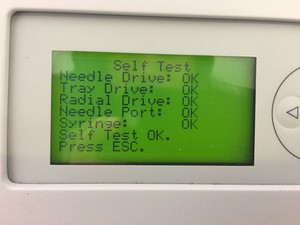 Self Test
Needle Drive: OK
Tray Drive: OK
Radial Drive: OK
Needle Port: OK
Syringe: OK
Self Test OK.
Press ESC.